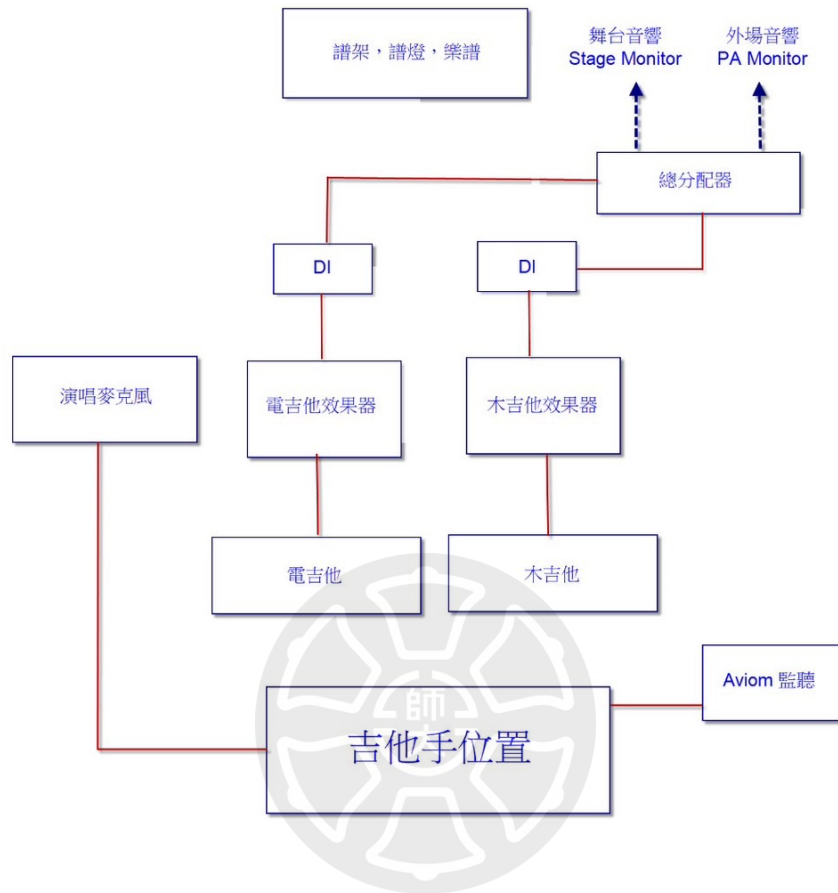 譜架，譜燈，樂譜
舞台音響
Stage Monitor
外場音響
PA Monitor
總分配器
DI
DI
演唱麥克風
電吉他效果器
木吉他效果器
電吉他
木吉他
Aviom 監聽
師
吉他手位置